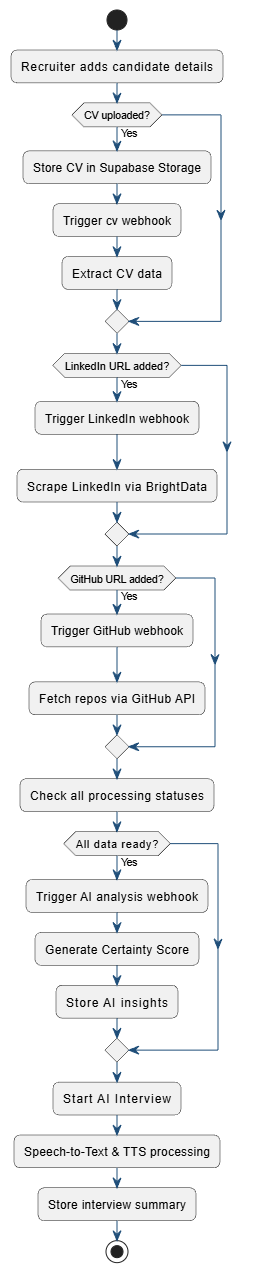 Recruiter adds candidate details
CV uploaded?
Yes
Store CV in Supabase Storage
Trigger cv webhook
Extract CV data
LinkedIn URL added?
Yes
Trigger LinkedIn webhook
Scrape LinkedIn via BrightData
GitHub URL added?
Yes
Trigger GitHub webhook
Fetch repos via GitHub API
Check all processing statuses
All data ready?
Yes
Trigger AI analysis webhook
Generate Certainty Score
Store AI insights
Start AI Interview
Speech-to-Text & TTS processing
Store interview summary